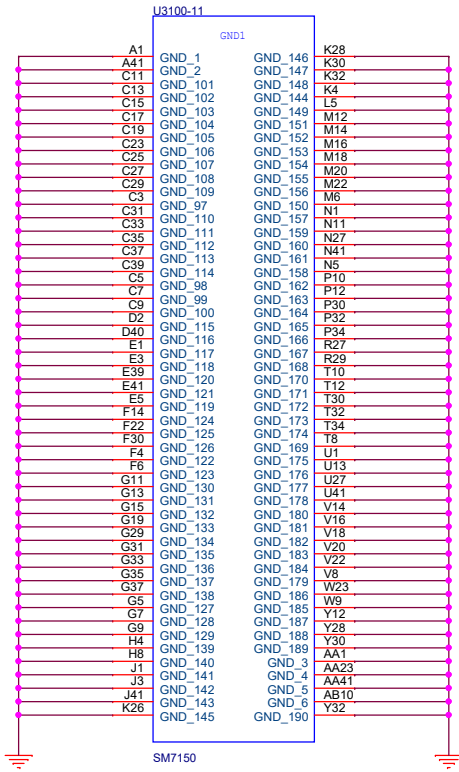 U3100-11
GND1
A1 GND_1 GND_146 K28
A41 GND_2 GND_147 K30
C11 GND_101 GND_148 K32
C13 GND_102 GND_144 K4
C15 GND_103 GND_149 L5
C17 GND_104 GND_151 M12
C19 GND_105 GND_152 M14
C23 GND_106 GND_153 M16
C25 GND_107 GND_154 M18
C27 GND_108 GND_155 M20
C29 GND_109 GND_156 M22
C3 GND_97 GND_150 M6
C31 GND_110 GND_157 N1
C33 GND_111 GND_159 N11
C35 GND_112 GND_160 N27
C37 GND_113 GND_161 N41
C39 GND_114 GND_158 N5
C5 GND_98 GND_162 P10
C7 GND_99 GND_163 P12
C9 GND_100 GND_164 P30
D2 GND_115 GND_165 P32
D40 GND_116 GND_166 P34
E1 GND_117 GND_167 R27
E3 GND_118 GND_168 R29
E39 GND_120 GND_170 T10
E41 GND_121 GND_171 T12
E5 GND_119 GND_172 T30
F14 GND_124 GND_173 T32
F22 GND_125 GND_174 T34
F30 GND_126 GND_169 T8
F4 GND_122 GND_175 U1
F6 GND_123 GND_176 U13
G11 GND_130 GND_177 U27
G13 GND_131 GND_178 U41
G15 GND_132 GND_180 V14
G19 GND_133 GND_181 V16
G29 GND_134 GND_182 V18
G31 GND_135 GND_183 V20
G33 GND_136 GND_184 V22
G35 GND_137 GND_179 V8
G37 GND_138 GND_186 W23
G5 GND_127 GND_185 W9
G7 GND_128 GND_187 Y12
G9 GND_129 GND_188 Y28
H4 GND_139 GND_189 Y30
H8 GND_140 GND_3 AA1
J1 GND_141 GND_4 AA23
J3 GND_142 GND_5 AA41
J41 GND_143 GND_6 AB10
K26 GND_145 GND_190 Y32
SM7150